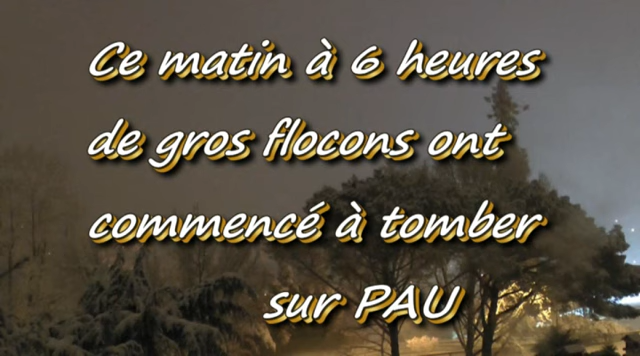 Ce matin à 6 heures
de gros flocons ont
commencé à tomber
sur PAU